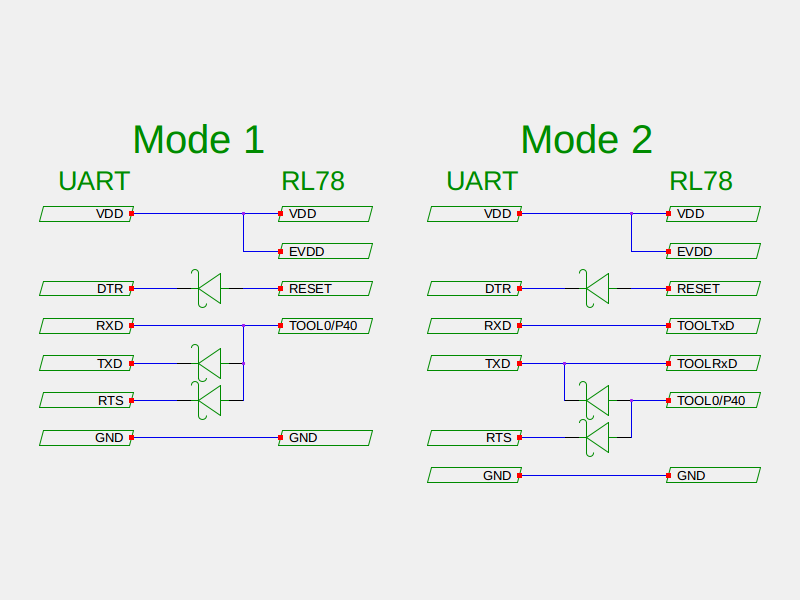 Mode 1
UART RL78
VDD VDD
EVDD
DTR RESET
RXD TOOL0/P40
TXD
RTS
GND GND
Mode 2
UART RL78
VDD VDD
EVDD
DTR RESET
RXD TOOLTxD
TXD TOOLRxD
TOOL0/P40
RTS
GND GND